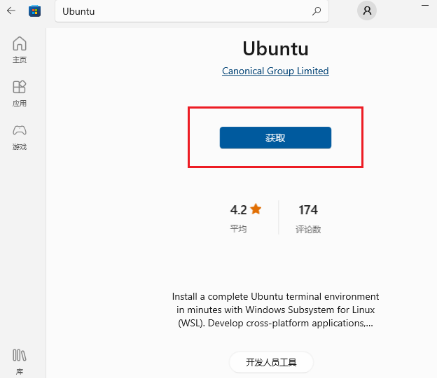 Ubuntu
主页
应用
游戏
库
Ubuntu
Canonical Group Limited
获取
4.2
174
平均
评论数
Install a complete Ubuntu terminal environment
in minutes with Windows Subsystem for Linux
(WSL). Develop cross-platform applications,...
开发人员工具